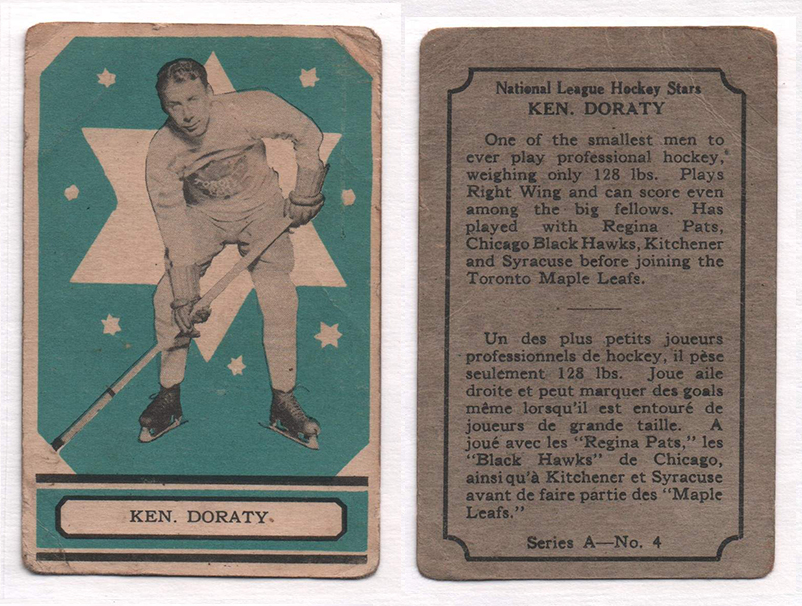 KEN. DORATY
National League Hockey Stars
KEN. DORATY
One of the smallest men to
ever play professional hockey,
weighing only 128 lbs. Plays
Right Wing and can score even
among the big fellows. Has
played with Regina Pats,
Chicago Black Hawks, Kitchener
and Syracuse before joining the
Toronto Maple Leafs.
Un des plus petits joueurs
professionnels de hockey, il pèse
seulement 128 lbs. Joue aile
droite et peut marquer des goals
même lorsqu'il est entouré de
joueurs de grande taille. A
joué avec les "Regina Pats," les
"Black Hawks" de Chicago,
ainsi qu'à Kitchener et Syracuse
avant de faire partie des "Maple
Leafs."
Series A—No. 4